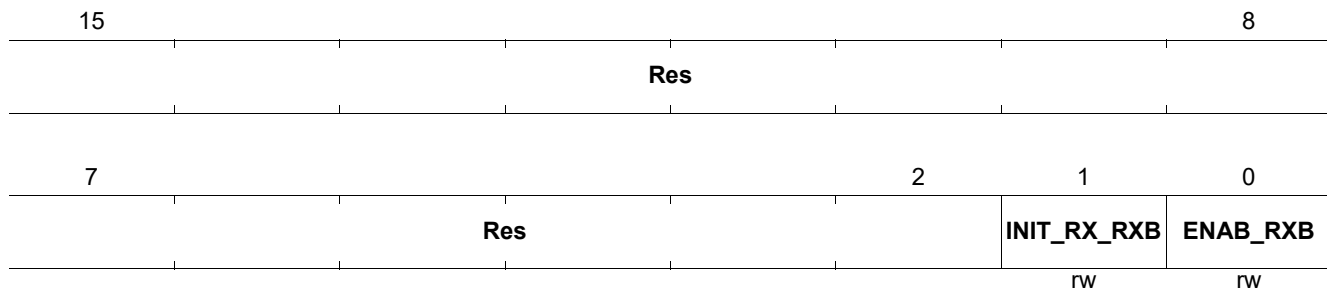 15 8
Res
7 2 1 0
Res INIT_RX_RXB ENAB_RXB
rw rw